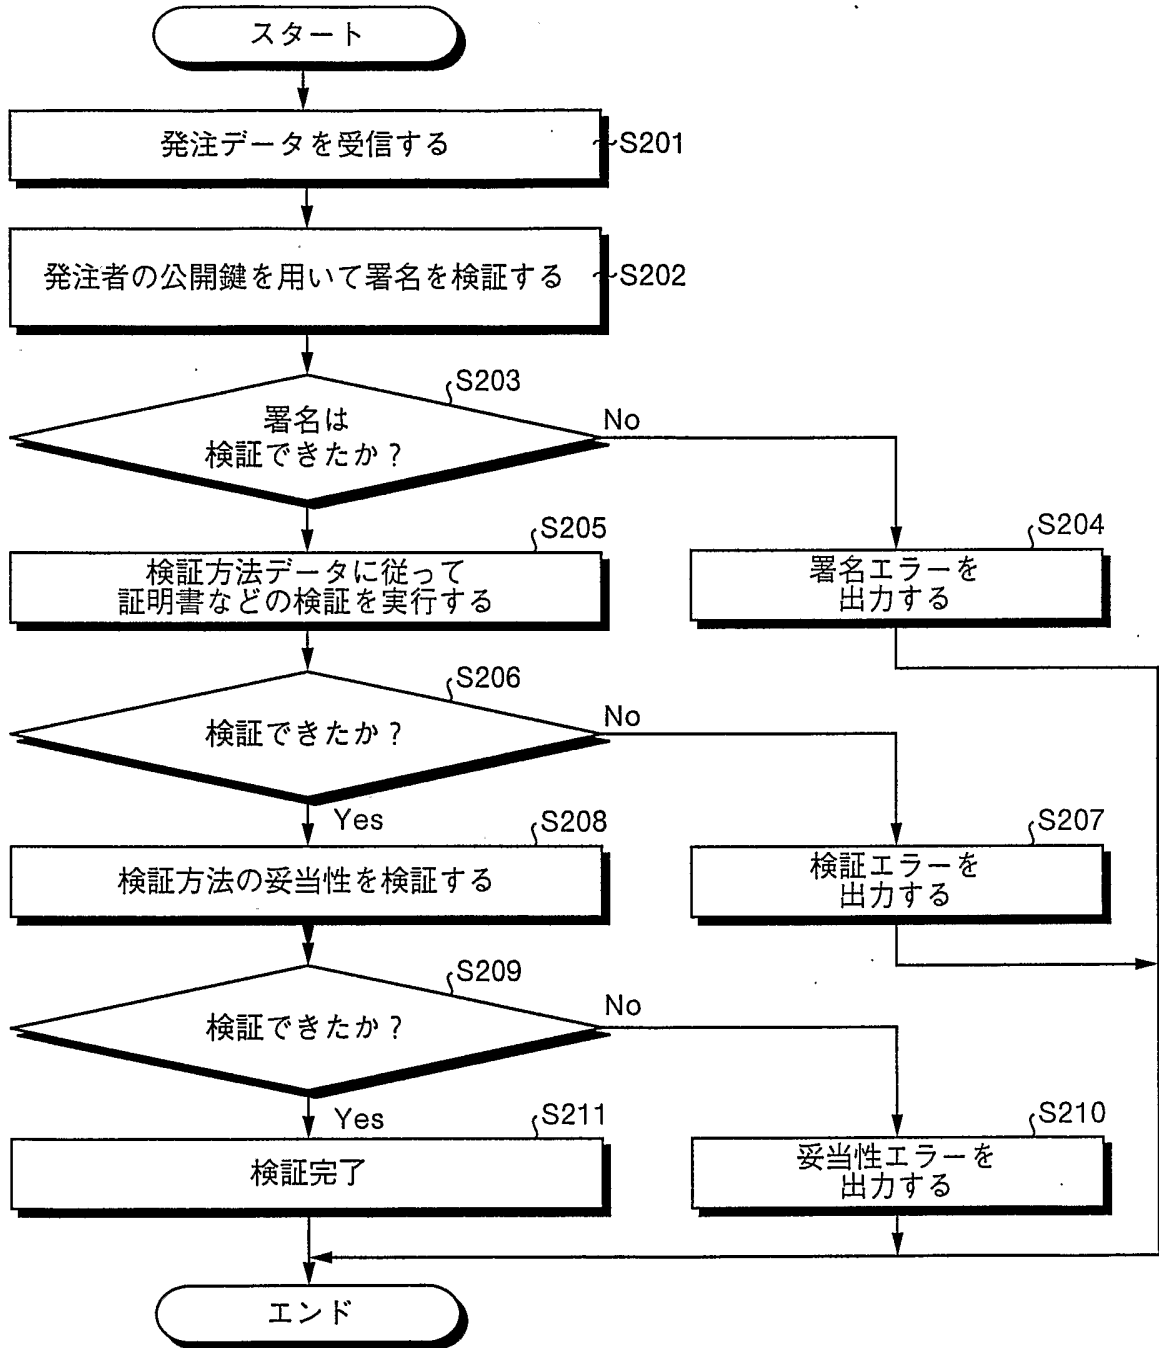 スタート
発注データを受信する
S201
発注者の公開鍵を用いて署名を検証する
S202
S203
署名は
検証できたか?
No
S204
署名エラーを
出力する
S205
検証方法データに従って
証明書などの検証を実行する
S206
検証できたか?
No
Yes
S207
検証エラーを
出力する
S208
検証方法の妥当性を検証する
S209
検証できたか?
No
Yes
S210
妥当性エラーを
出力する
S211
検証完了
エンド